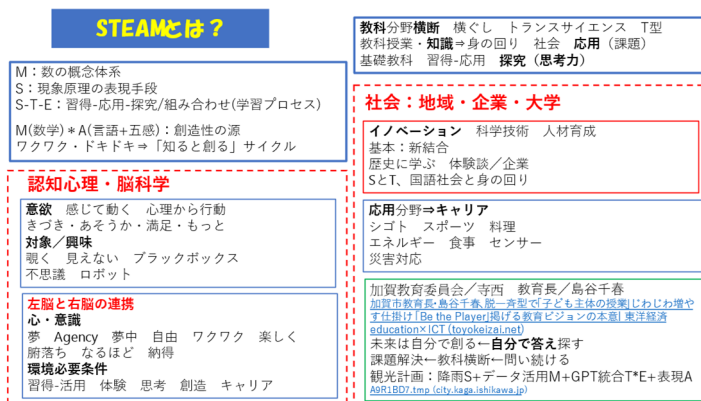 STEAMとは？
M：数の概念体系
S：現象原理の表現手段
S-T-E：習得-応用-探究/組み合わせ(学習プロセス)
M(数学)＊A(言語+五感)：創造性の源
ワクワク・ドキドキ⇒「知ると創る」サイクル
認知心理・脳科学
意欲　感じて動く　心理から行動
きづき・あそうか・満足・もっと
対象／興味
覗く　見えない　ブラックボックス
不思議　ロボット
左脳と右脳の連携
心・意識
夢　Agency　夢中　自由　ワクワク　楽しく
腑落ち　なるほど　納得
環境必要条件
習得-活用　体験　思考　創造　キャリア
教科分野横断　横ぐし　トランスサイエンス　T型
教科授業・知識⇒身の回り　社会　応用（課題）
基礎教科　習得-応用　探究（思考力）
社会：地域・企業・大学
イノベーション　科学技術　人材育成
基本：新結合
歴史に学ぶ　体験談／企業
SとT、国語社会と身の回り
応用分野⇒キャリア
シゴト　スポーツ　料理
エネルギー　食事　センサー
災害対応
加賀教育委員会／寺西　教育長／島谷千春
加賀市教育長･島谷千春､脱一斉型で｢子ども主体の授業｣じわじわ増や
す仕掛け ｢Be the Player｣掲げる教育ビジョンの本意| 東洋経済
education×ICT (toyokeizai.net)
未来は自分で創る←自分で答え探す
課題解決←教科横断←問い続ける
観光計画：降雨S+データ活用M+GPT統合T*E+表現A
A9R1BD7.tmp (city.kaga.ishikawa.jp)